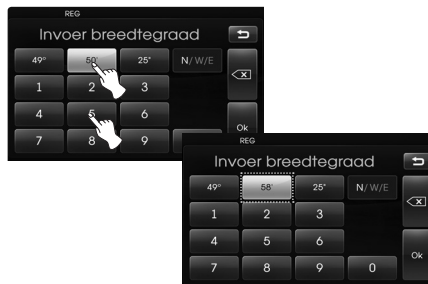 REG
Invoer breedtegraad
49° 50' 25" N/ W/E
1 2 3
4 5 6
Ok
7 8 9
REG
Invoer breedtegraad
49° 58' 25" N/ W/E
1 2 3
4 5 6
Ok
7 8 9 0